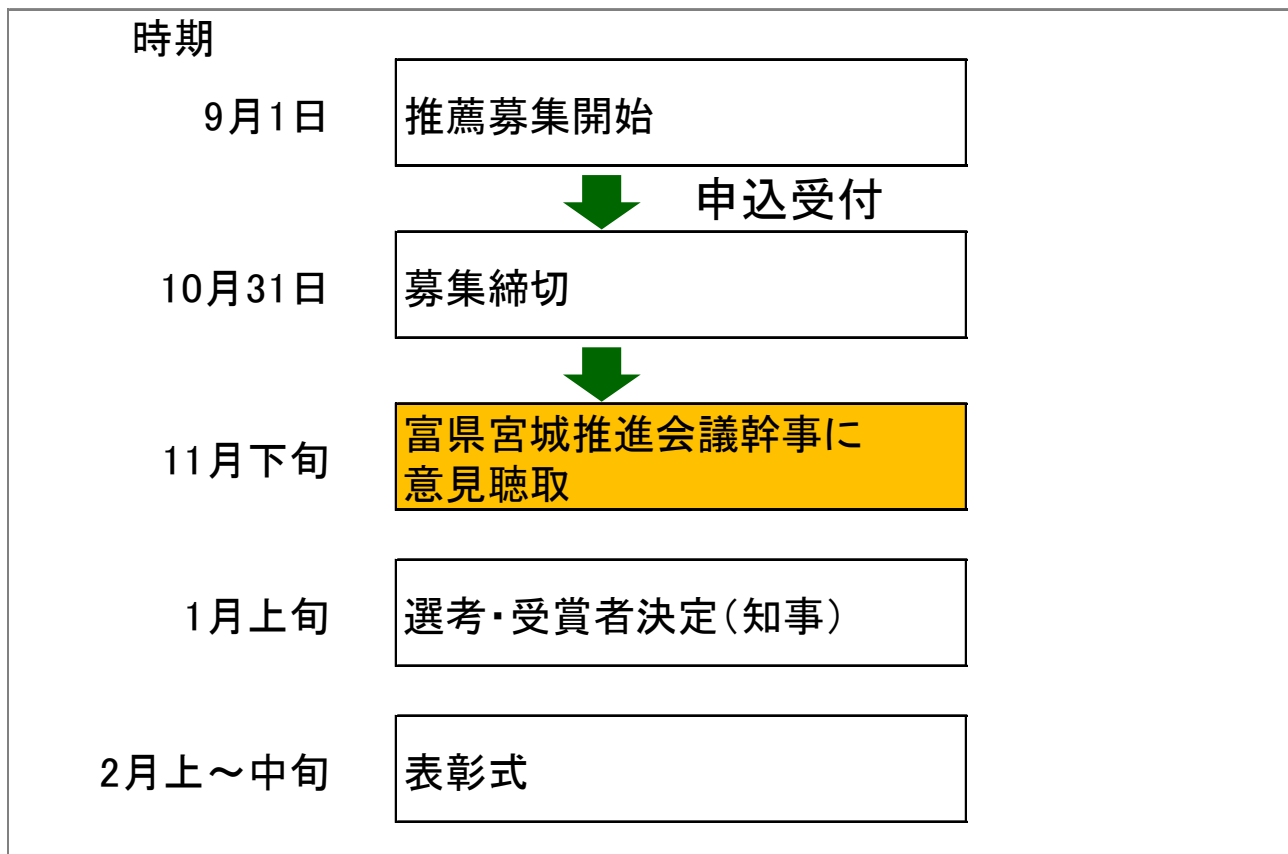 時期
9月1日
推薦募集開始
申込受付
10月31日
募集締切
11月下旬
富県宮城推進会議幹事に
意見聴取
1月上旬
選考・受賞者決定（知事）
2月上～中旬
表彰式